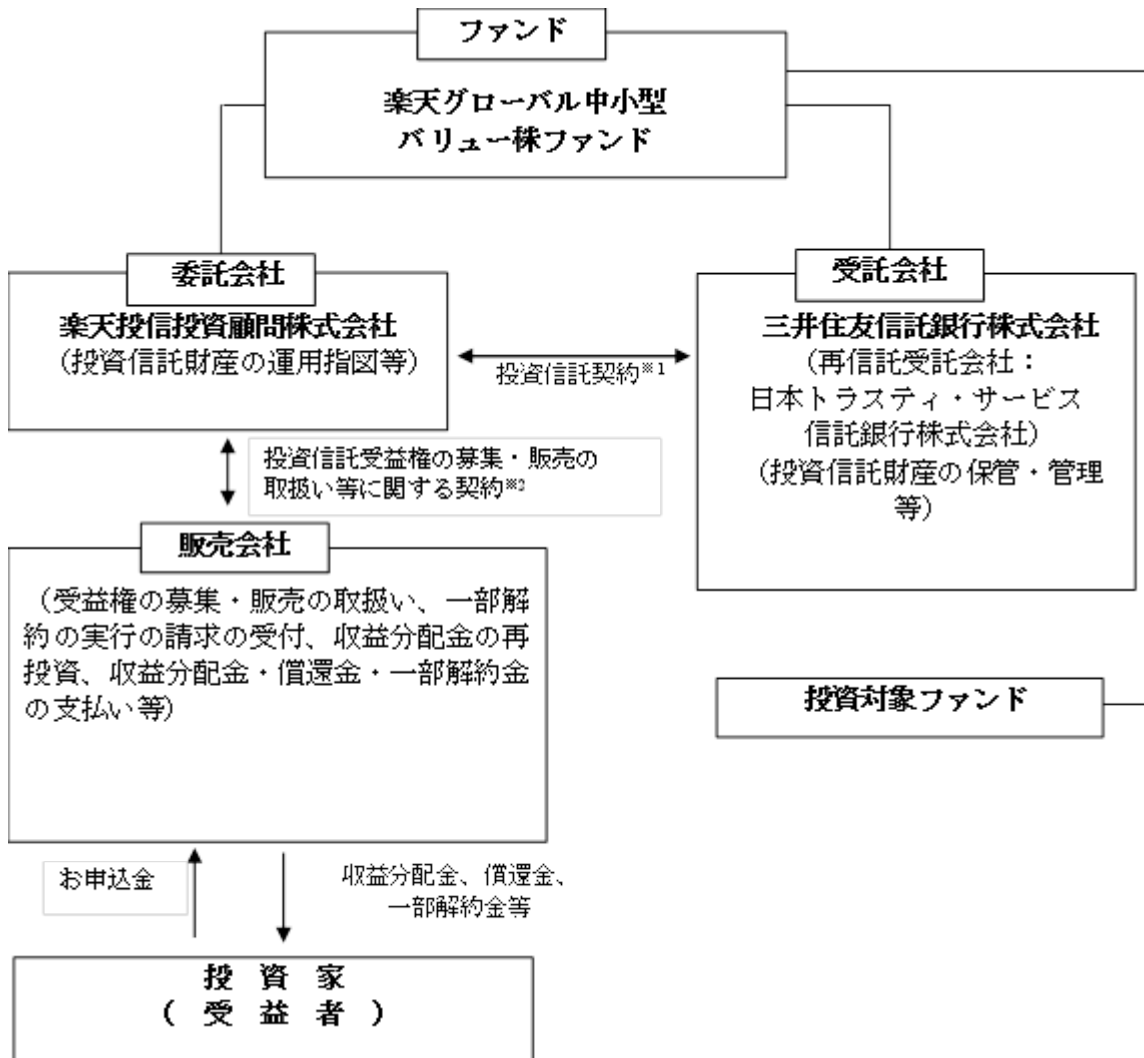 ファンド
楽天グローバル中小型
バリュー株ファンド
委託会社
楽天投信投資顧問株式会社
（投資信託財産の運用指図等）
投資信託契約※1
受託会社
三井住友信託銀行株式会社
（再信託受託会社：
日本トラスティ・サービス
信託銀行株式会社）
（投資信託財産の保管・管理
等）
投資信託受益権の募集・販売の
取扱い等に関する契約※2
販売会社
（受益権の募集・販売の取扱い、一部解
約の実行の請求の受付、収益分配金の再
投資、収益分配金・償還金・一部解約金
の支払い等）
投資対象ファンド
お申込金
収益分配金、償還金、
一部解約金等
投　資　家
（　受　益　者　）